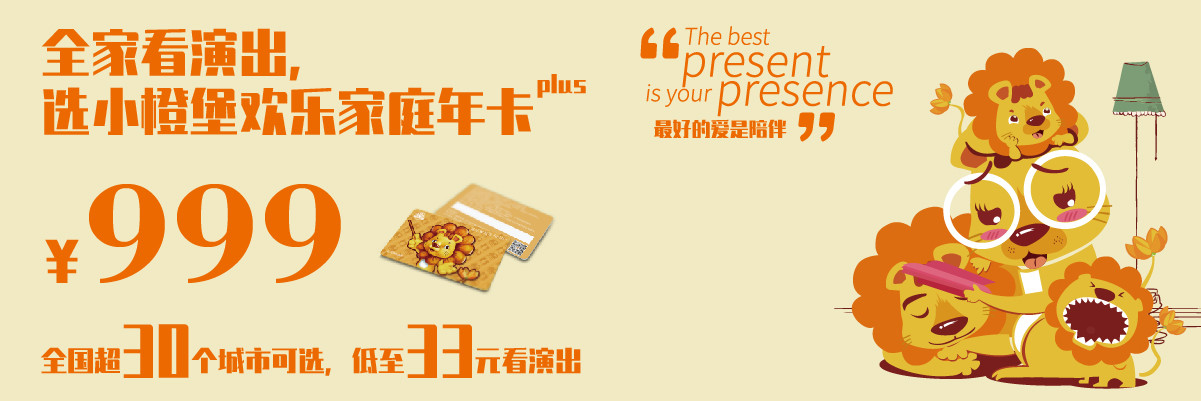 全家看演出,
选小橙堡欢乐家庭年卡plus
¥999
全国超30个城市可选, 低至33元看演出
“The best
present
is your presence
最好的爱是陪伴”